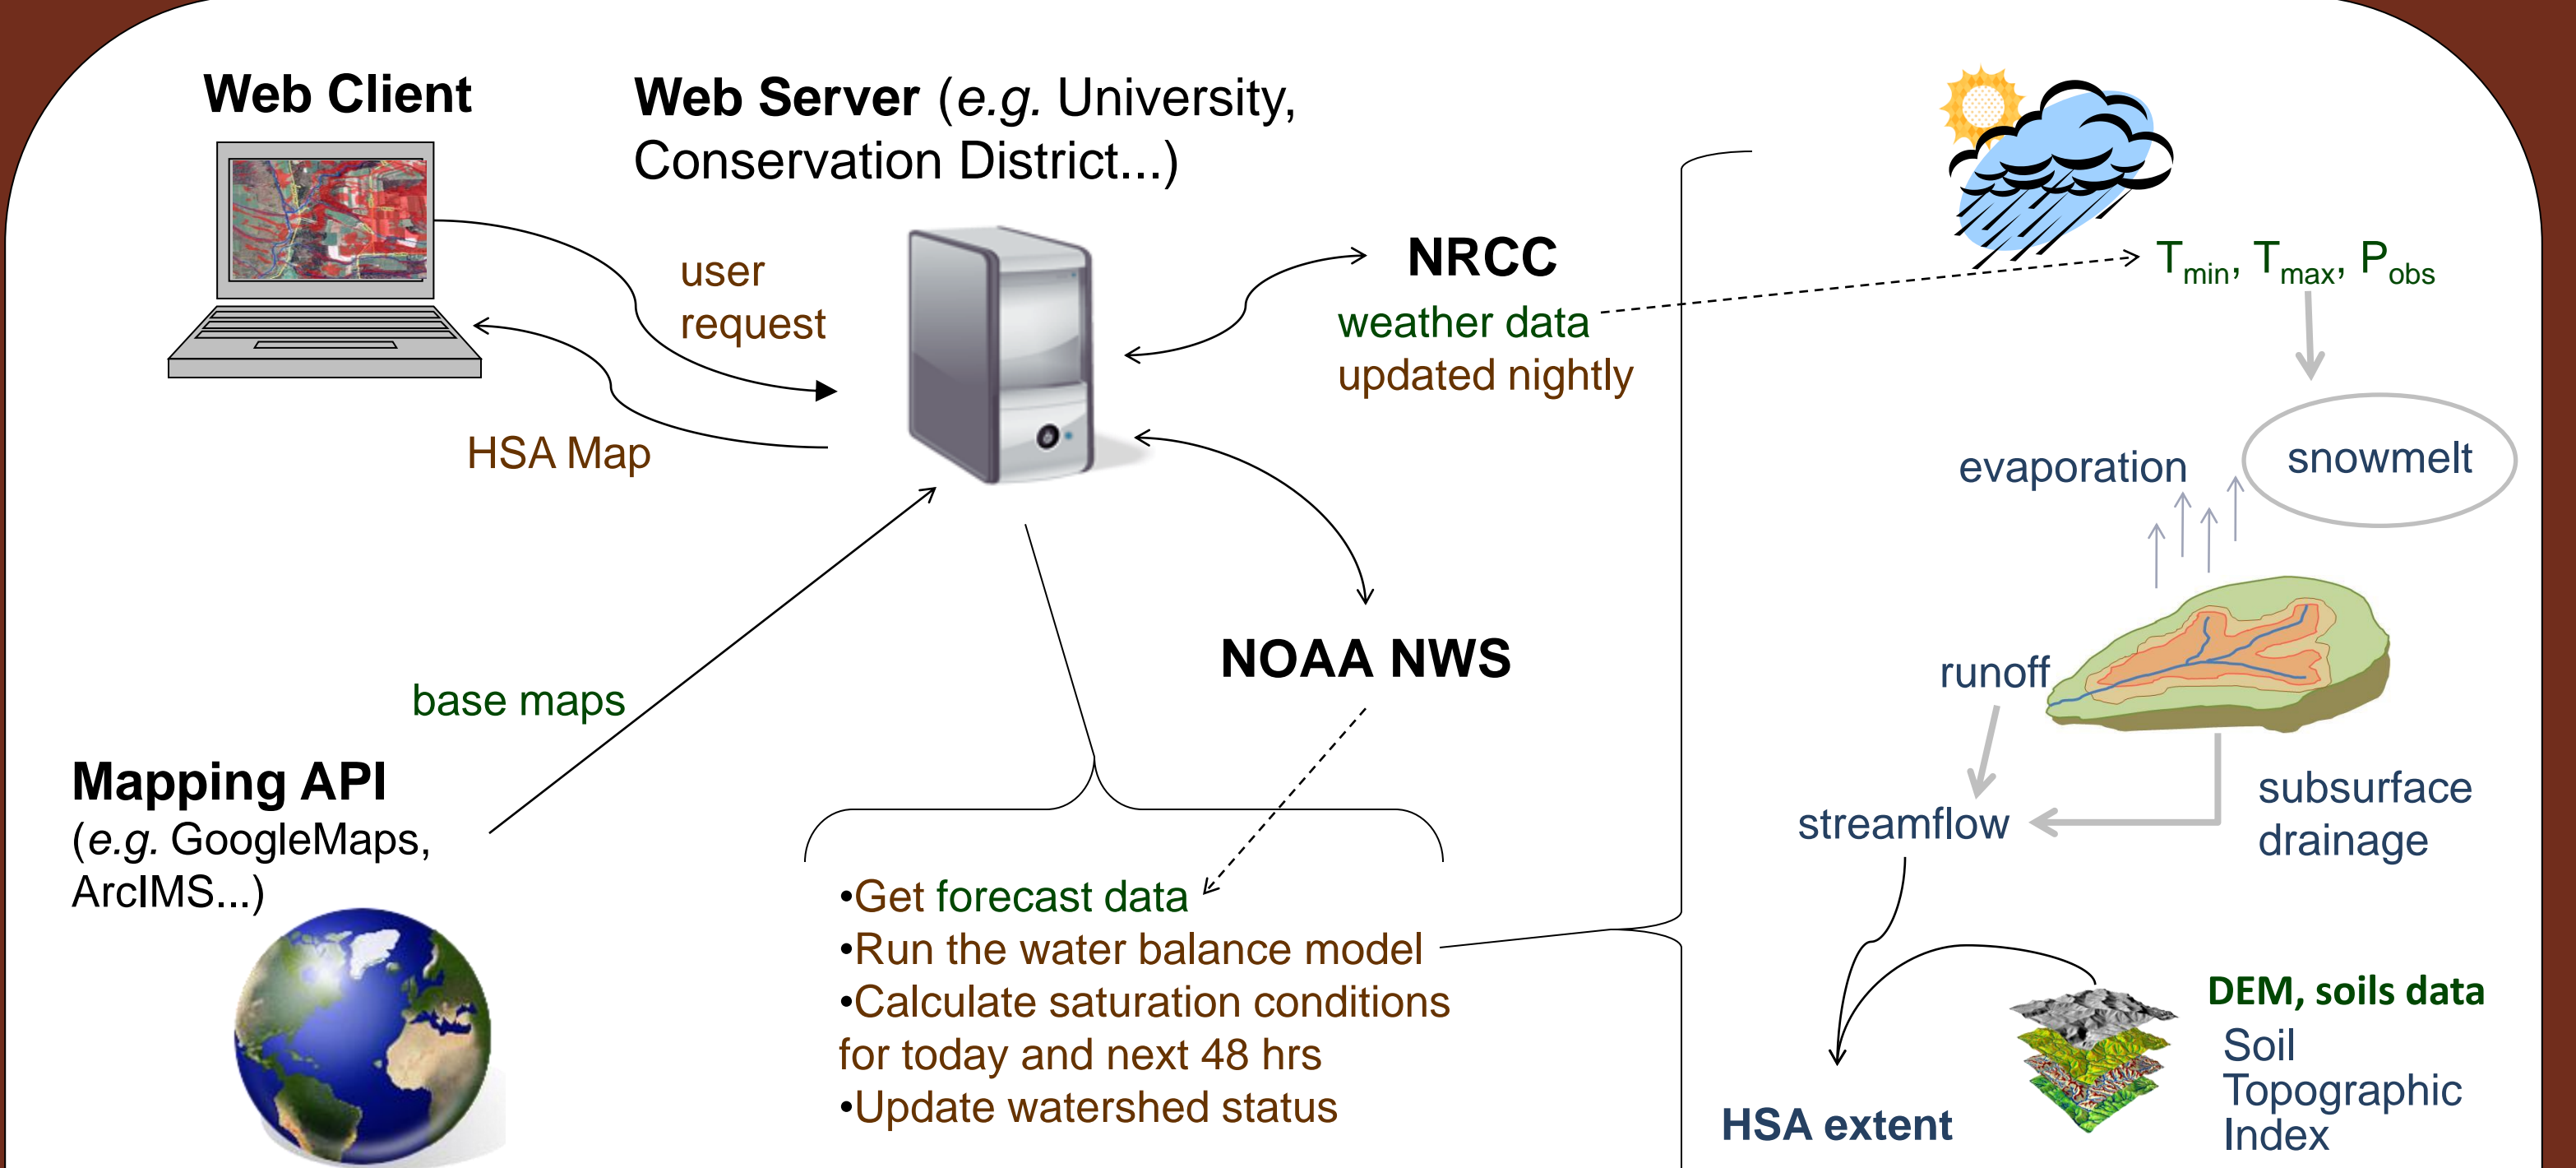 Web Client
Web Server (e.g. University,
Conservation District...)
user
request
HSA Map
NRCC
weather data
updated nightly
NOAA NWS
base maps
Mapping API
(e.g. GoogleMaps,
ArcIMS...)
•Get forecast data
•Run the water balance model
•Calculate saturation conditions
for today and next 48 hrs
•Update watershed status
Tmin, Tmax, Pobs
snowmelt
evaporation
runoff
subsurface
drainage
streamflow
DEM, soils data
Soil
Topographic
Index
HSA extent